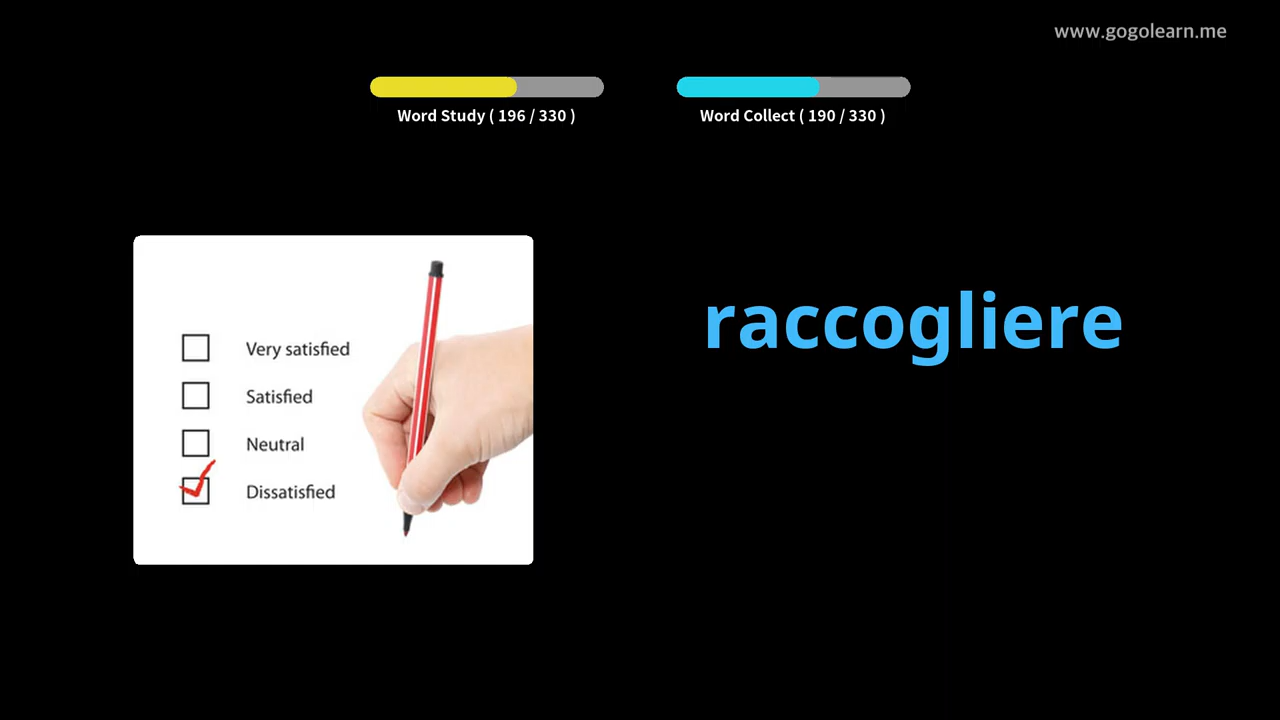 www.gogolearn.me
Word Study ( 196 / 330 )
Word Collect ( 190 / 330 )
raccogliere
Very satisfied
Satisfied
Neutral
Dissatisfied